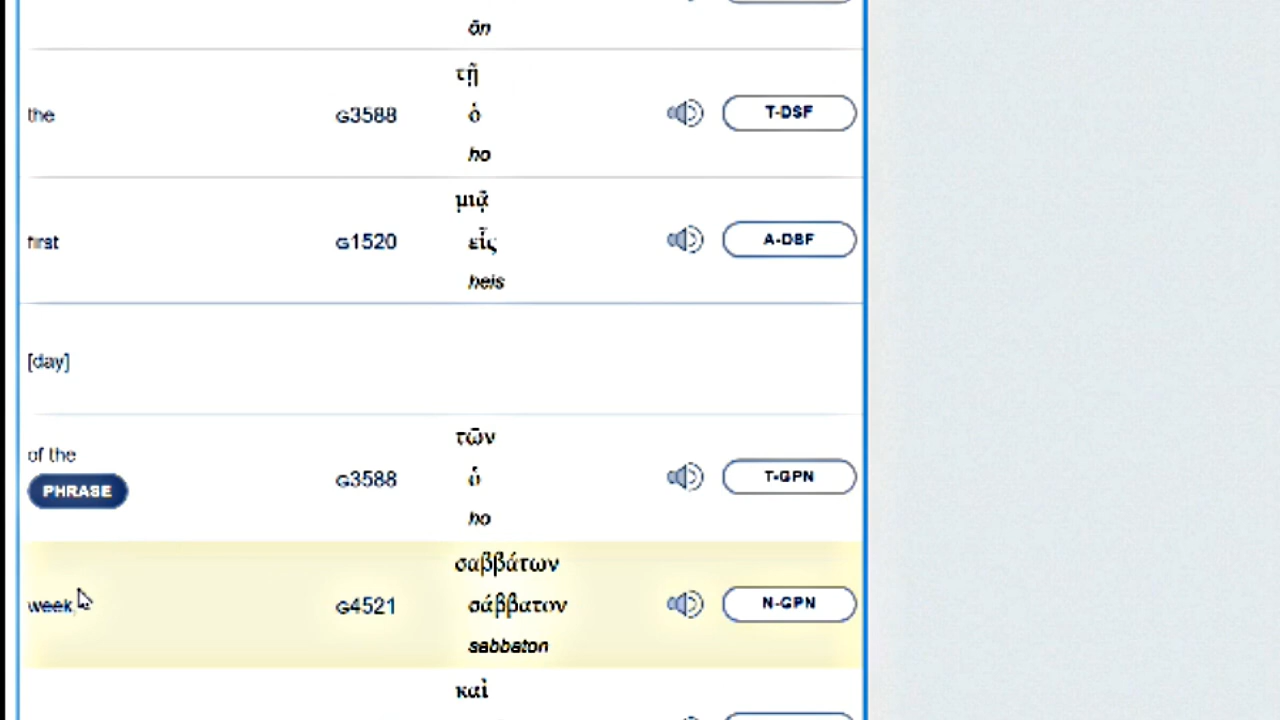 ōn
τῇ
the G3588 ὁ T-DSF
ho
μιᾷ
first G1520 εἷς A-DSF
heis
[day]
τῶν
of the
PHRASE G3588 ὁ T-GPN
ho
σαββάτων
week G4521 σάββατον N-GPN
sabbaton
καὶ